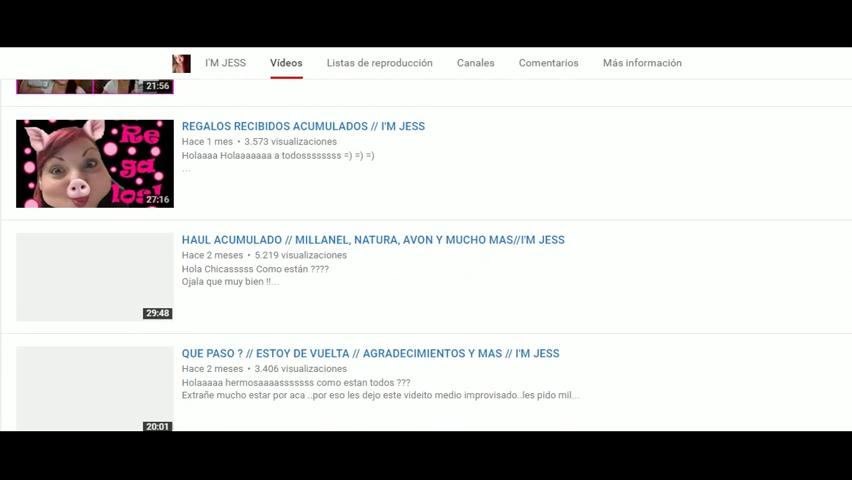 I'M JESS
Vídeos
Listas de reproducción
Canales
Comentarios
Más información
21:56
Re
ga
los!
27:16
REGALOS RECIBIDOS ACUMULADOS // I'M JESS
Hace 1 mes • 3.573 visualizaciones
Holaaaa Holaaaaaaa a todosssssssss =) =) =)
...
29:48
HAUL ACUMULADO // MILLANEL, NATURA, AVON Y MUCHO MAS//I'M JESS
Hace 2 meses • 5.219 visualizaciones
Hola Chicasssss Como están ????
Ojala que muy bien !!...
20:01
QUE PASO ? // ESTOY DE VUELTA // AGRADECIMIENTOS Y MAS // I'M JESS
Hace 2 meses • 3.406 visualizaciones
Holaaaaa hermosaaaassssssss como estan todos ???
Extrañe mucho estar por aca ..por eso les dejo este videito medio improvisado..les pido mil...